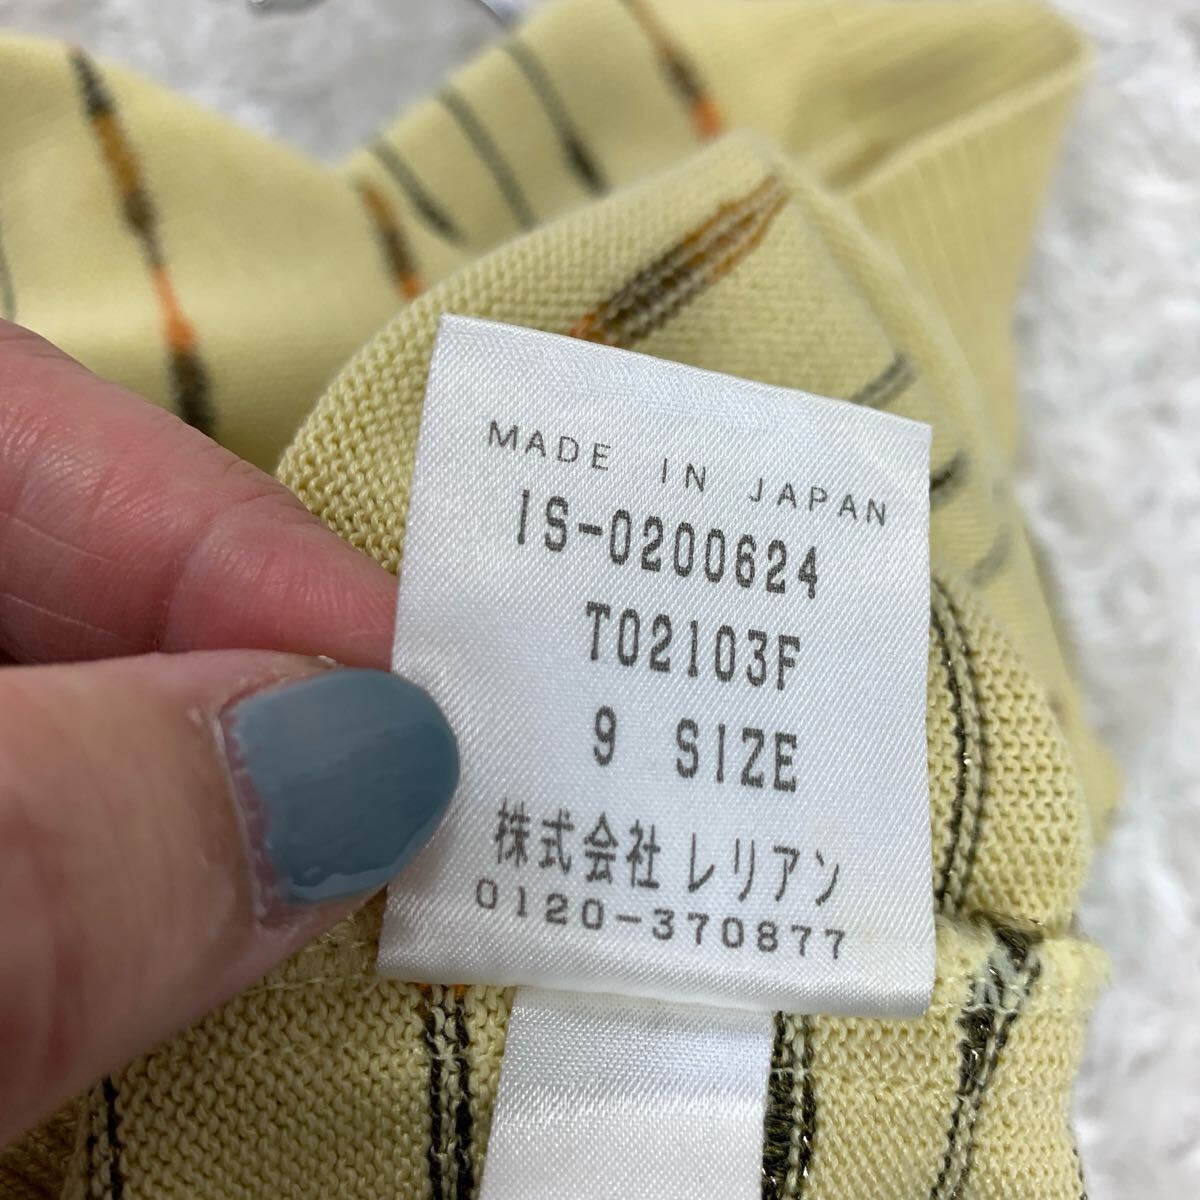 MADE IN JAPAN
IS-0200624
T02103F
9 SIZE
株式会社 レリアン
0120-370877